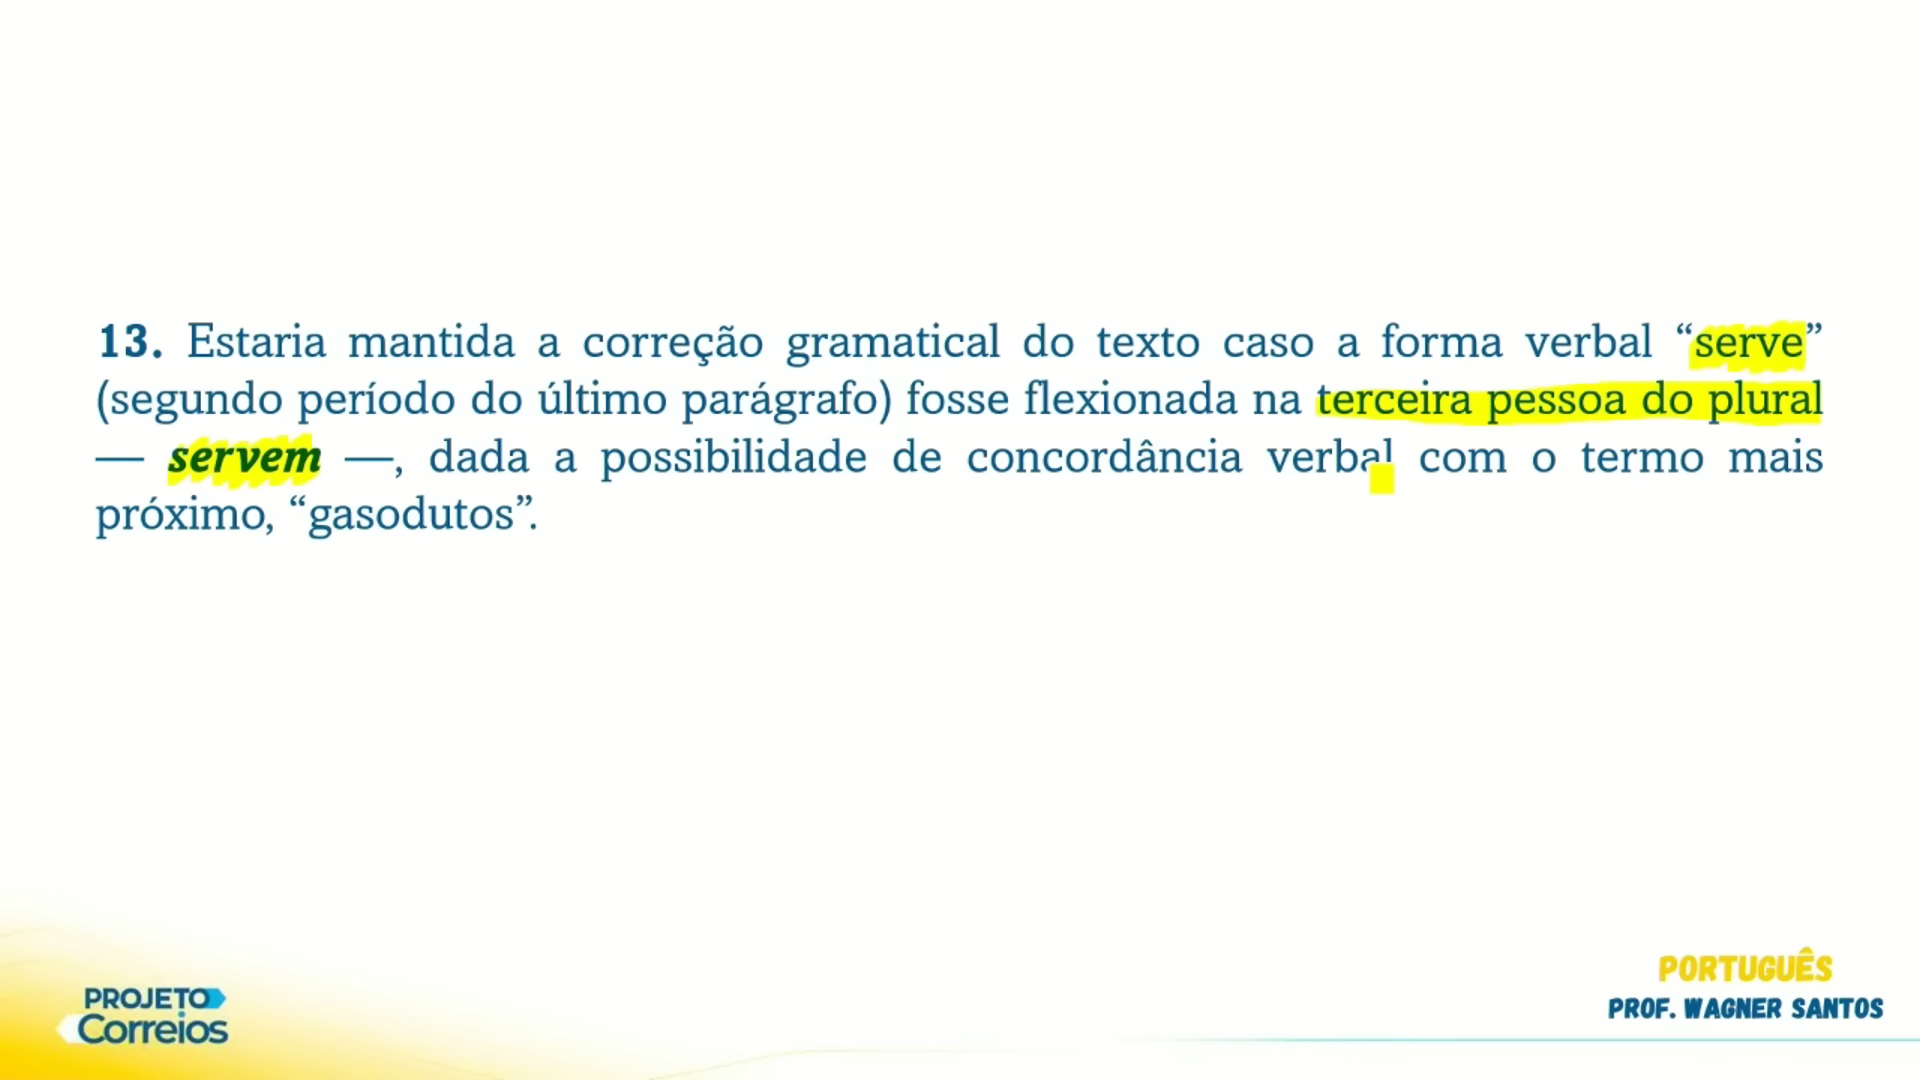 13. Estaria mantida a correção gramatical do texto caso a forma verbal “serve”
(segundo período do último parágrafo) fosse flexionada na terceira pessoa do plural
— servem —, dada a possibilidade de concordância verbal com o termo mais
próximo, “gasodutos”.
PROJETO
Correios
PORTUGUÊS
PROF. WAGNER SANTOS